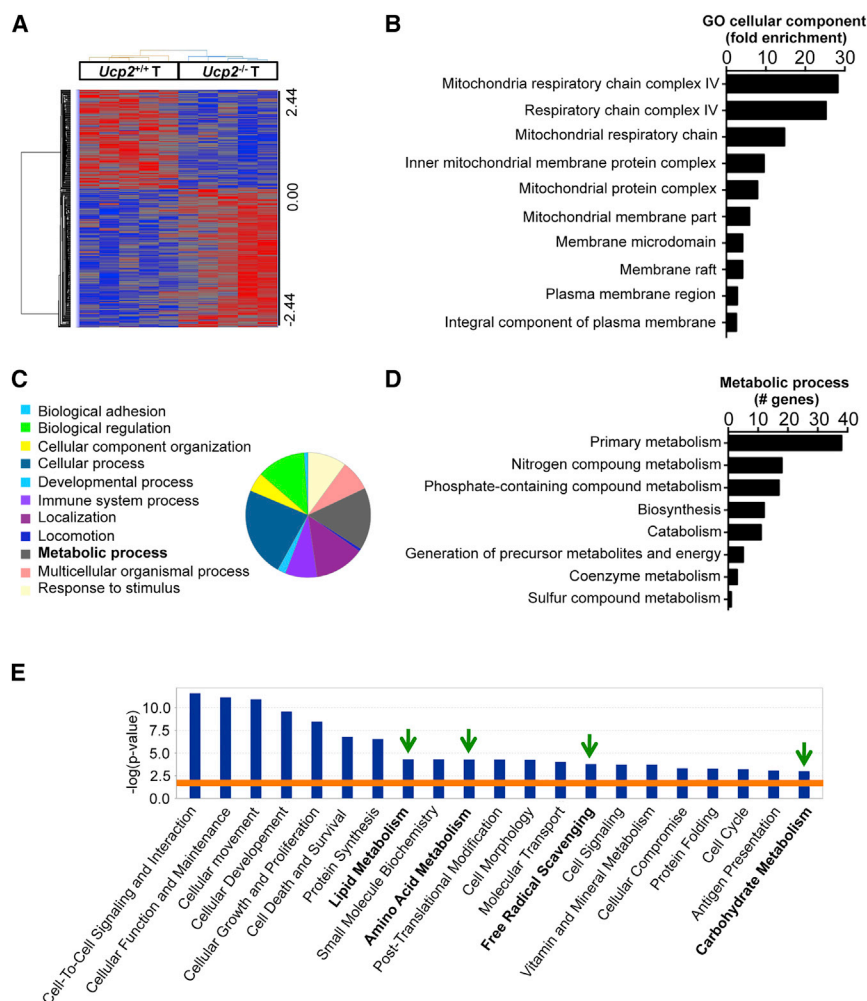 A
Ucp2+/+ T
Ucp2-/- T
2.44
0.00
-2.44
B
GO cellular component
(fold enrichment)
0 10 20 30
Mitochondria respiratory chain complex IV
Respiratory chain complex IV
Mitochondrial respiratory chain
Inner mitochondrial membrane protein complex
Mitochondrial protein complex
Mitochondrial membrane part
Membrane microdomain
Membrane raft
Plasma membrane region
Integral component of plasma membrane
C
Biological adhesion
Biological regulation
Cellular component organization
Cellular process
Developmental process
Immune system process
Localization
Locomotion
Metabolic process
Multicellular organismal process
Response to stimulus
D
Metabolic process
(# genes)
0 10 20 30 40
Primary metabolism
Nitrogen compoung metabolism
Phosphate-containing compound metabolism
Biosynthesis
Catabolism
Generation of precursor metabolites and energy
Coenzyme metabolism
Sulfur compound metabolism
E
-log(p-value)
10.0
7.5
5.0
2.5
0.0
Cell-To-Cell Signaling and Interaction
Cellular Function and Maintenance
Cellular movement
Cellular Developement
Cellular Growth and Proliferation
Cell Death and Survival
Protein Synthesis
Lipid Metabolism
Small Molecule Biochemistry
Amino Acid Metabolism
Post-Translational Modification
Cell Morphology
Molecular Transport
Free Radical Scavenging
Cell Signaling
Vitamin and Mineral Metabolism
Cellular Compromise
Protein Folding
Cell Cycle
Antigen Presentation
Carbohydrate Metabolism